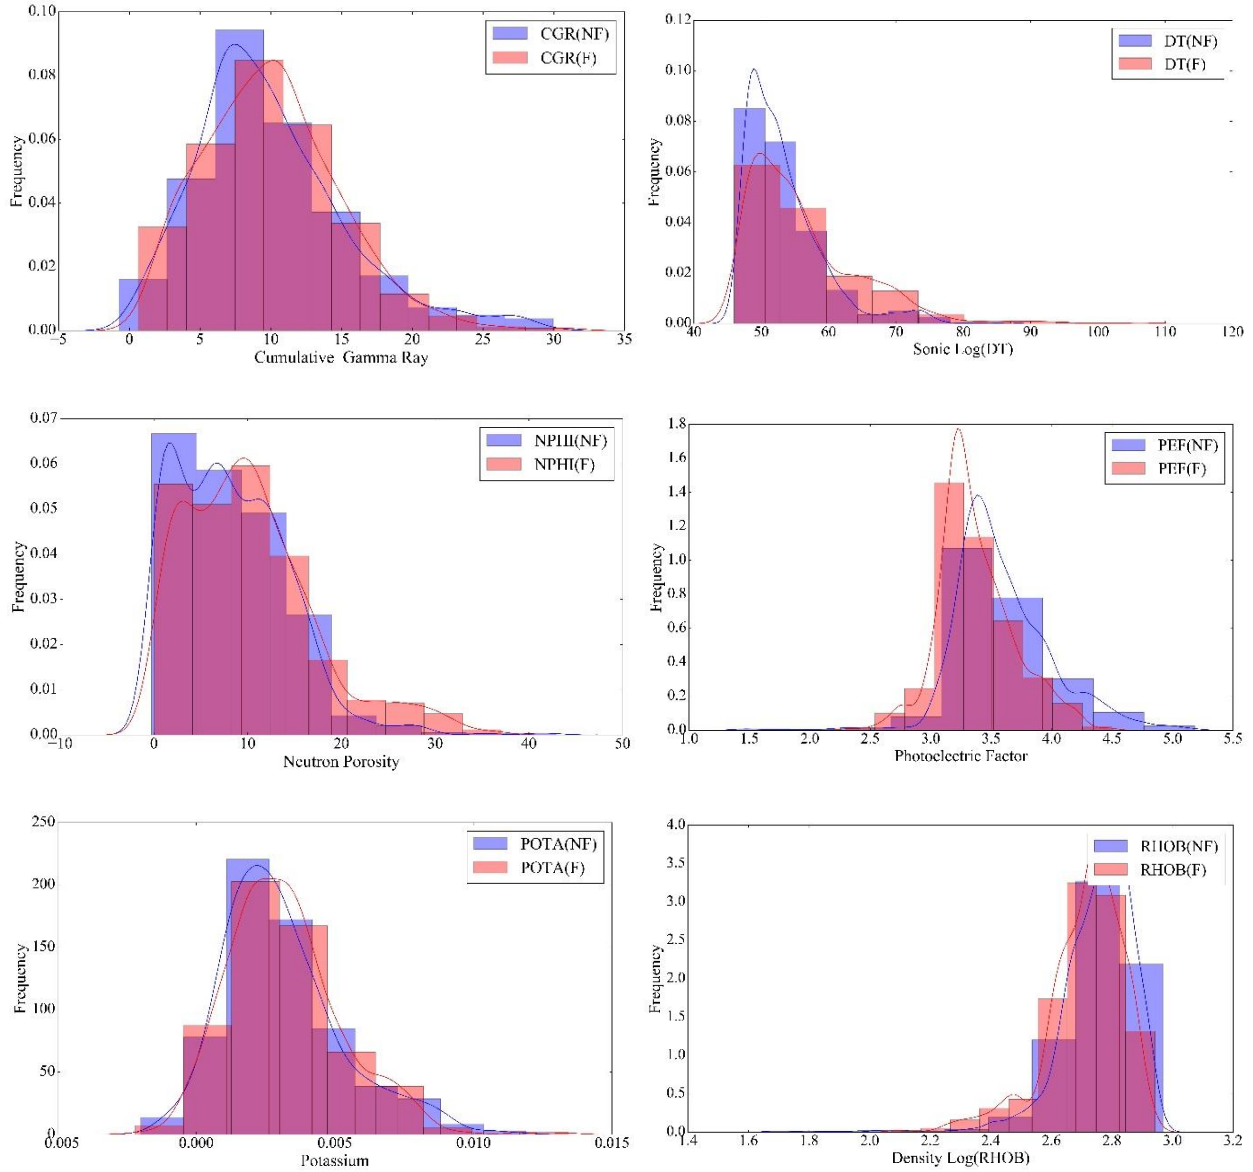 0.10
0.08
0.06
0.04
0.02
0.00
Frequency
CGR(NF)
CGR(F)
−5 0 5 10 15 20 25 30 35
Cumulative Gamma Ray
0.12
0.10
0.08
0.06
0.04
0.02
0.00
Frequency
DT(NF)
DT(F)
40 50 60 70 80 90 100 110 120
Sonic Log(DT)
0.07
0.06
0.05
0.04
0.03
0.02
0.01
0.00
Frequency
NPHI(NF)
NPHI(F)
−10 0 10 20 30 40 50
Neutron Porosity
1.8
1.6
1.4
1.2
1.0
0.8
0.6
0.4
0.2
0.0
Frequency
PEF(NF)
PEF(F)
1.0 1.5 2.0 2.5 3.0 3.5 4.0 4.5 5.0 5.5
Photoelectric Factor
250
200
150
100
50
0
Frequency
POTA(NF)
POTA(F)
0.005 0.000 0.005 0.010 0.015
Potassium
4.0
3.5
3.0
2.5
2.0
1.5
1.0
0.5
0.0
Frequency
RHOB(NF)
RHOB(F)
1.4 1.6 1.8 2.0 2.2 2.4 2.6 2.8 3.0 3.2
Density Log(RHOB)